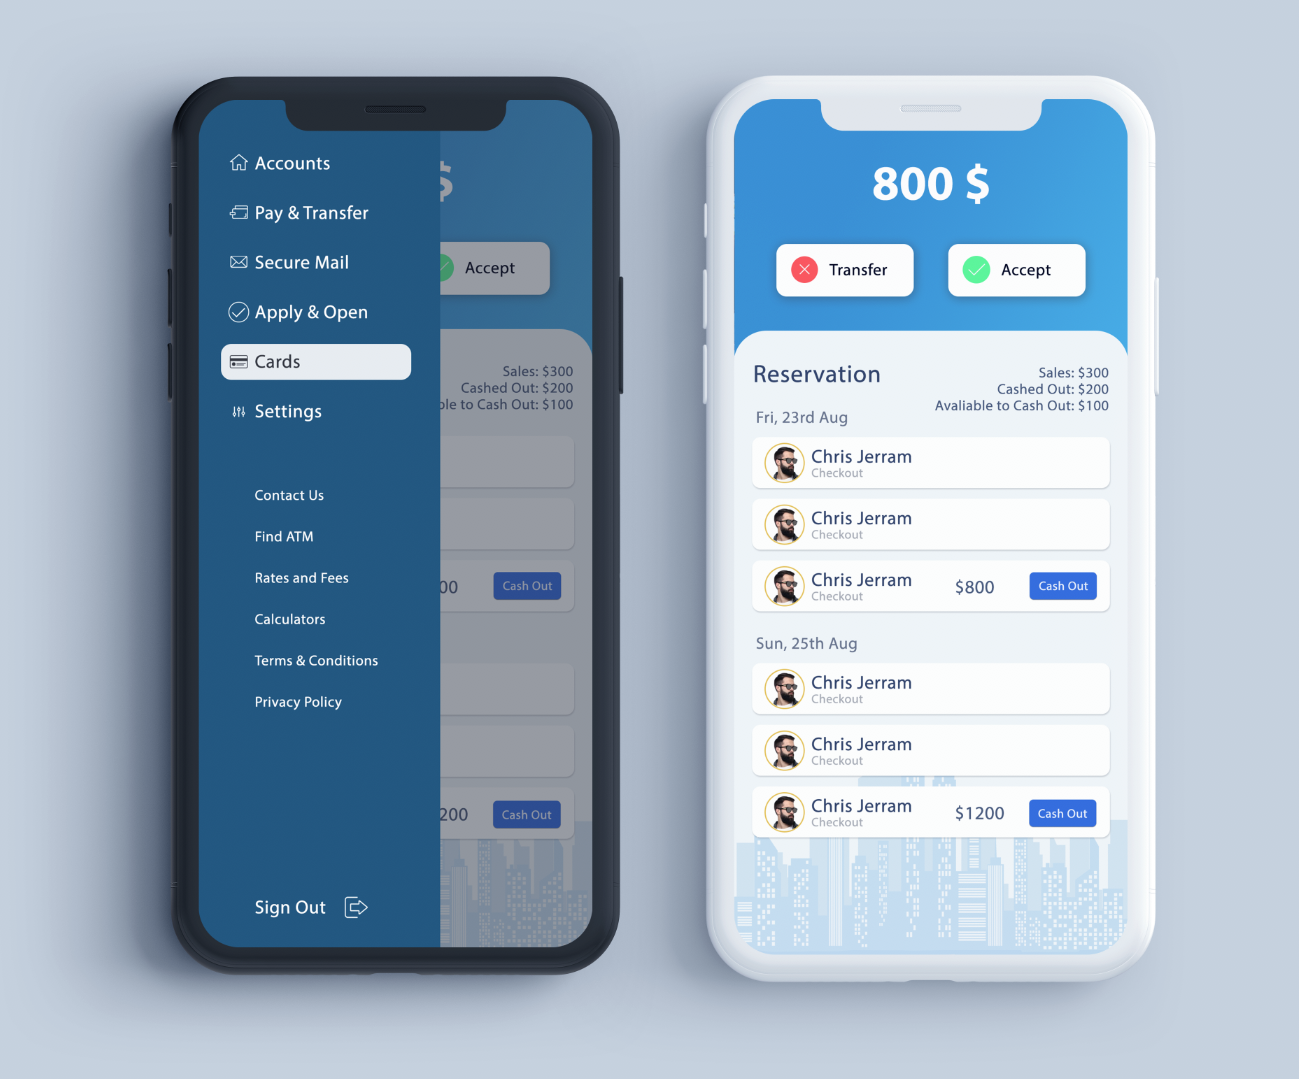 Accounts
Pay & Transfer
Secure Mail
Apply & Open
Cards
Settings
Contact Us
Find ATM
Rates and Fees
Calculators
Terms & Conditions
Privacy Policy
Sign Out
$
Accept
Sales: $300
Cashed Out: $200
ble to Cash Out: $100
00
Cash Out
200
Cash Out
800 $
Transfer
Accept
Reservation
Sales: $300
Cashed Out: $200
Avaliable to Cash Out: $100
Fri, 23rd Aug
Chris Jerram
Checkout
Chris Jerram
Checkout
Chris Jerram
Checkout
$800
Cash Out
Sun, 25th Aug
Chris Jerram
Checkout
Chris Jerram
Checkout
Chris Jerram
Checkout
$1200
Cash Out